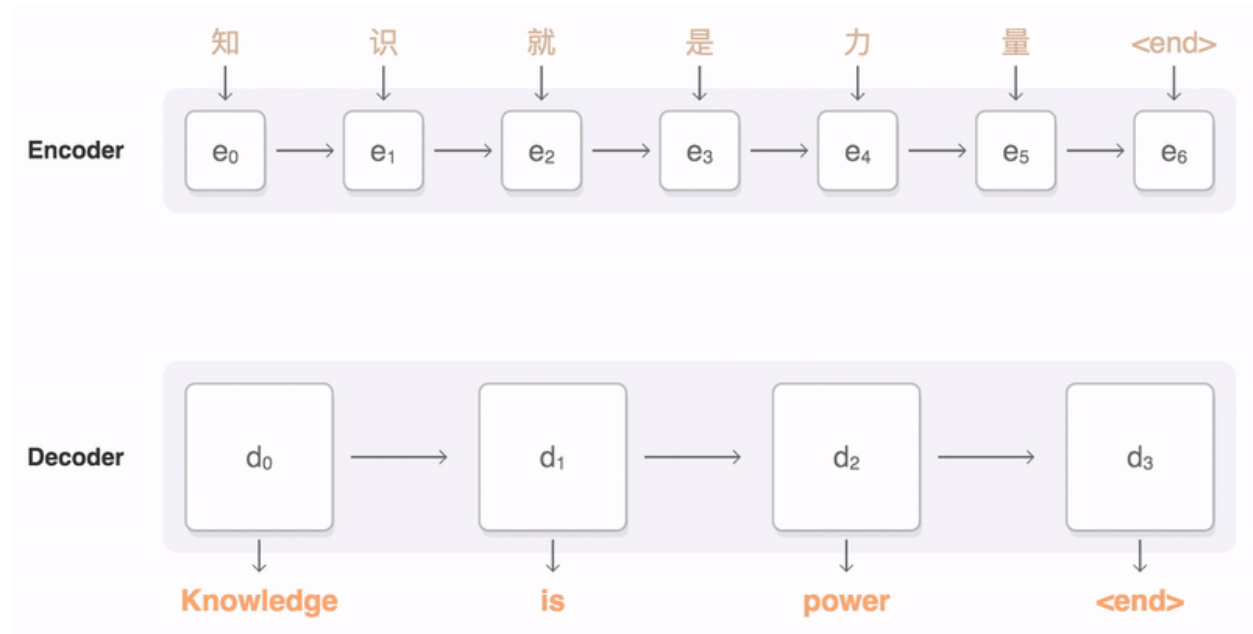 知 识 就 是 力 量 <end>
Encoder e₀ e₁ e₂ e₃ e₄ e₅ e₆
Decoder d₀ d₁ d₂ d₃
Knowledge is power <end>